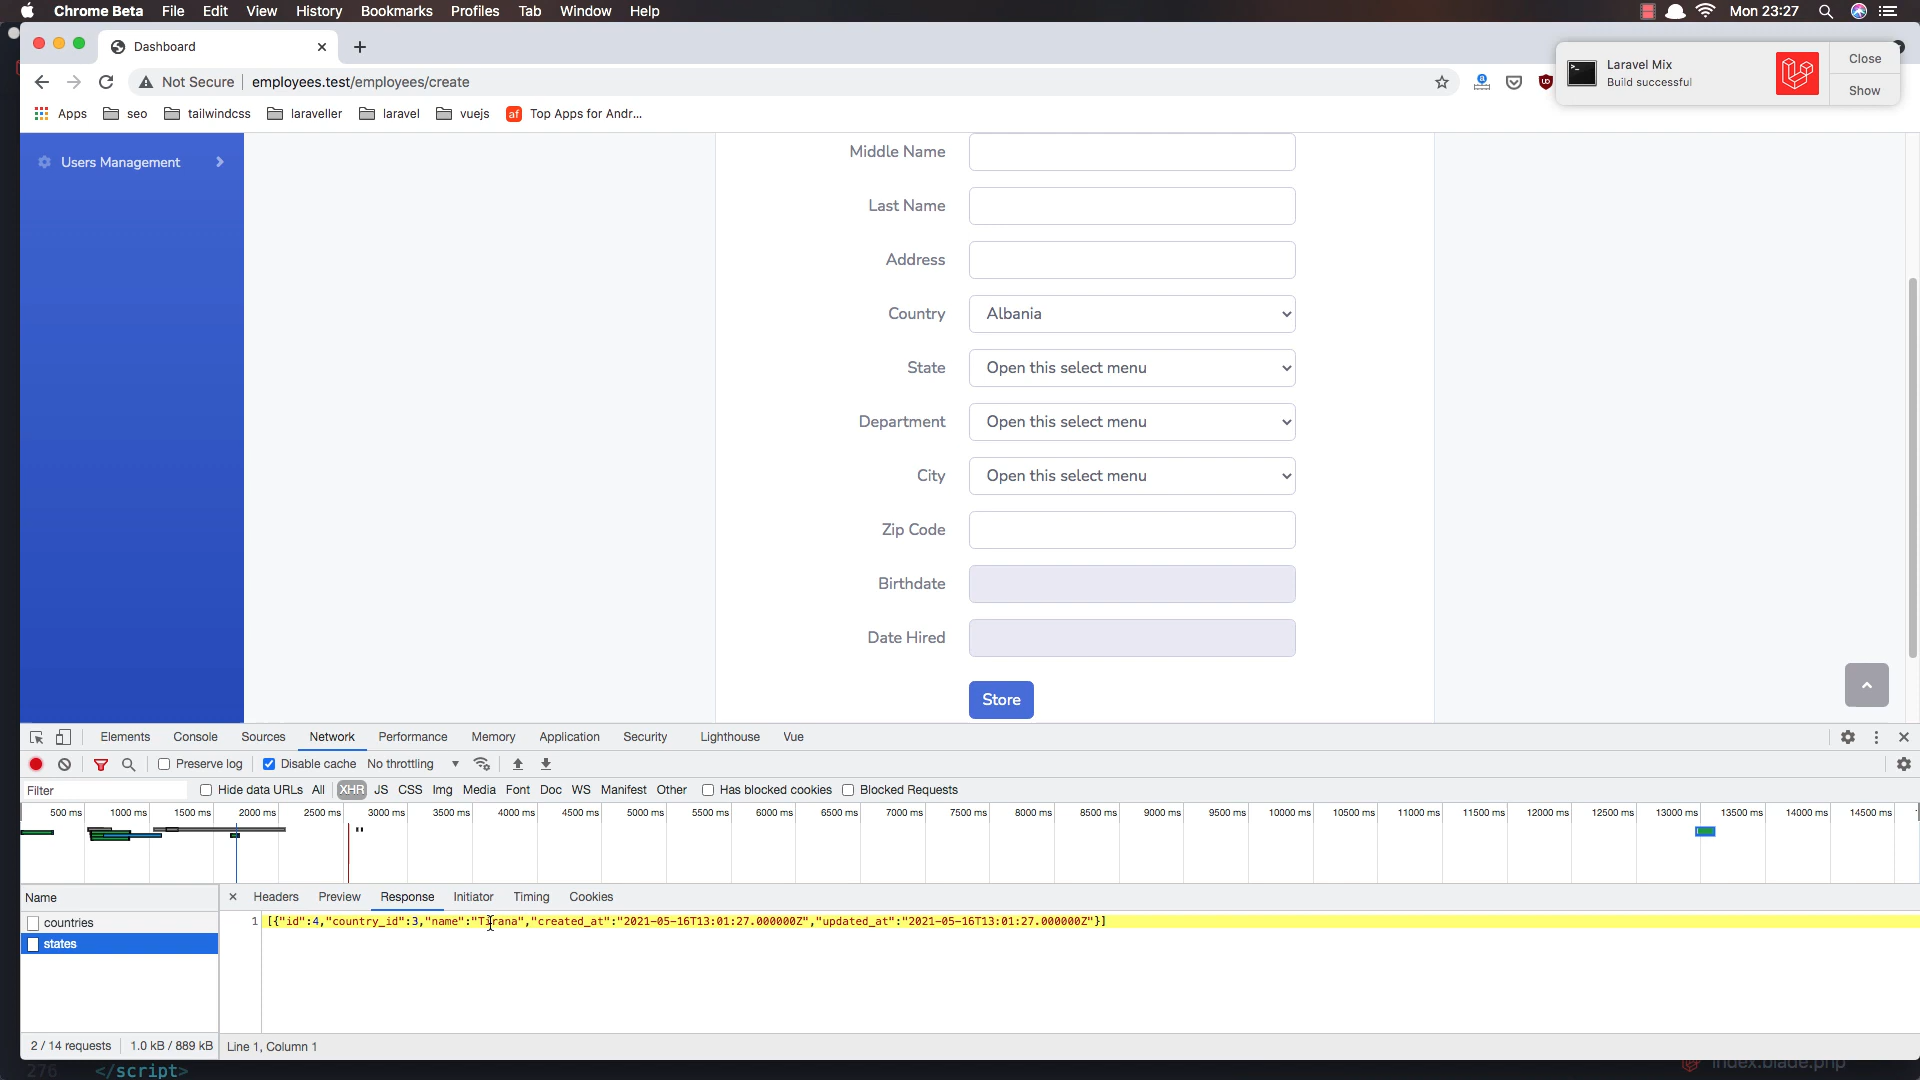 Chrome Beta File Edit View History Bookmarks Profiles Tab Window Help Mon 23:27
Dashboard
Not Secure employees.test/employees/create
Laravel Mix
Build successful
Close
Show
Apps seo tailwindcss laraveller laravel vuejs af Top Apps for Andr...
Users Management
Middle Name
Last Name
Address
Country Albania
State Open this select menu
Department Open this select menu
City Open this select menu
Zip Code
Birthdate
Date Hired
Store
Elements Console Sources Network Performance Memory Application Security Lighthouse Vue
Preserve log Disable cache No throttling
Filter Hide data URLs All XHR JS CSS Img Media Font Doc WS Manifest Other Has blocked cookies Blocked Requests
500 ms 1000 ms 1500 ms 2000 ms 2500 ms 3000 ms 3500 ms 4000 ms 4500 ms 5000 ms 5500 ms 6000 ms 6500 ms 7000 ms 7500 ms 8000 ms 8500 ms 9000 ms 9500 ms 10000 ms 10500 ms 11000 ms 11500 ms 12000 ms 12500 ms 13000 ms 13500 ms 14000 ms 14500 ms
Name Headers Preview Response Initiator Timing Cookies
countries
states
1 [{"id":4,"country_id":3,"name":"Tirana","created_at":"2021-05-16T13:01:27.000000Z","updated_at":"2021-05-16T13:01:27.000000Z"}]
2 / 14 requests 1.0 kB / 889 kB Line 1, Column 1
276 </script> index.blade.php